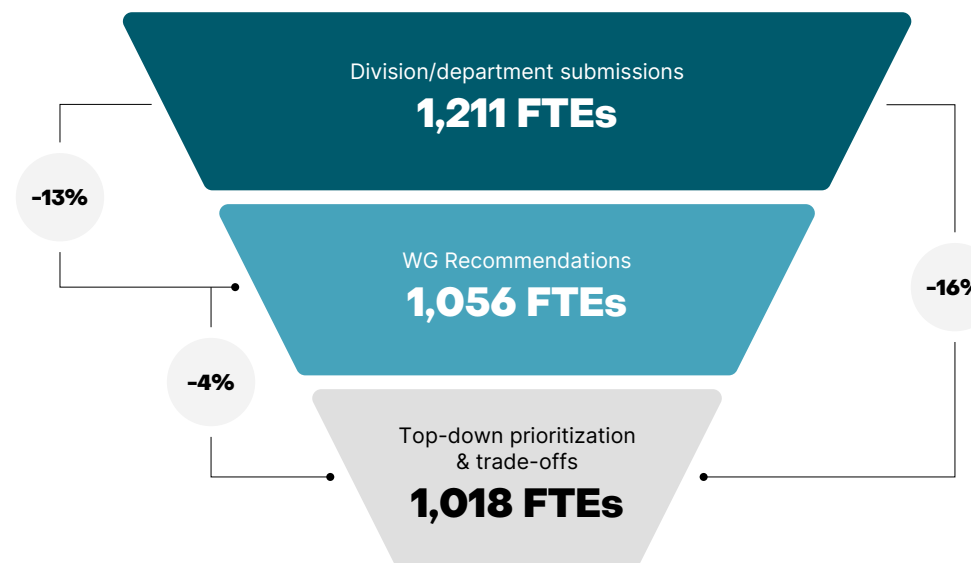 Division/department submissions
1,211 FTEs
-13%
WG Recommendations
1,056 FTEs
-16%
-4%
Top-down prioritization
& trade-offs
1,018 FTEs